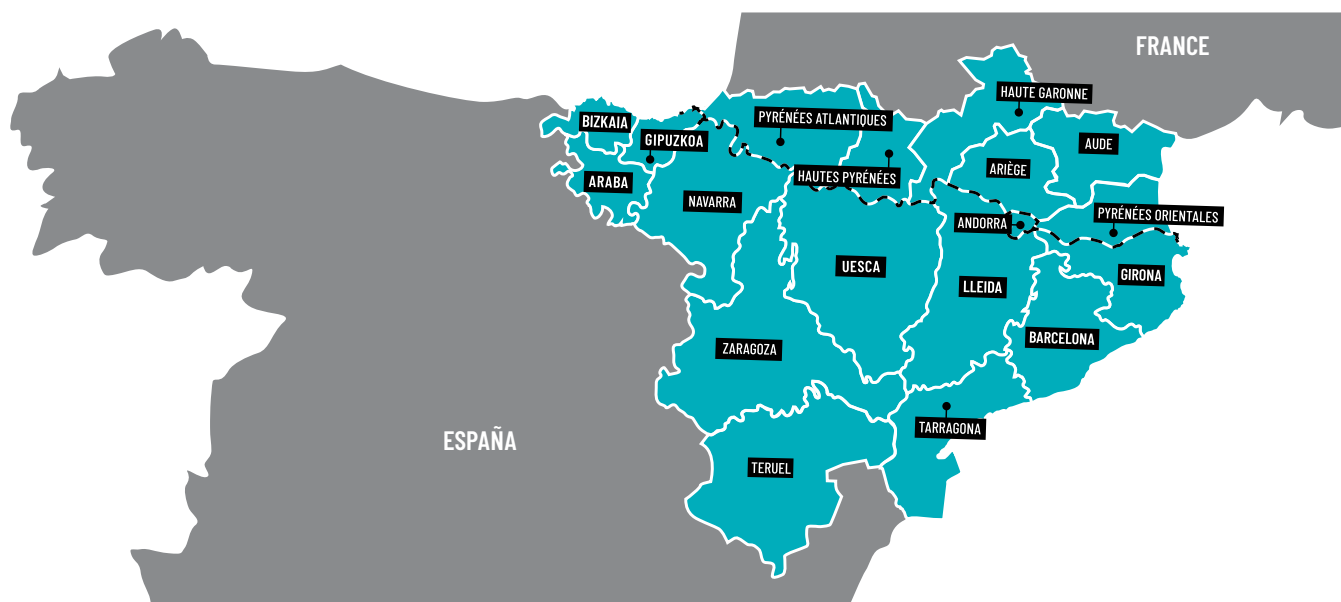 FRANCE
HAUTE GARONNE
PYRÉNÉES ATLANTIQUES
BIZKAIA
GIPUZKOA
AUDE
ARIÈGE
HAUTES PYRÉNÉES
ARABA
NAVARRA
PYRÉNÉES ORIENTALES
ANDORRA
UESCA
GIRONA
LLEIDA
BARCELONA
ZARAGOZA
TARRAGONA
ESPAÑA
TERUEL